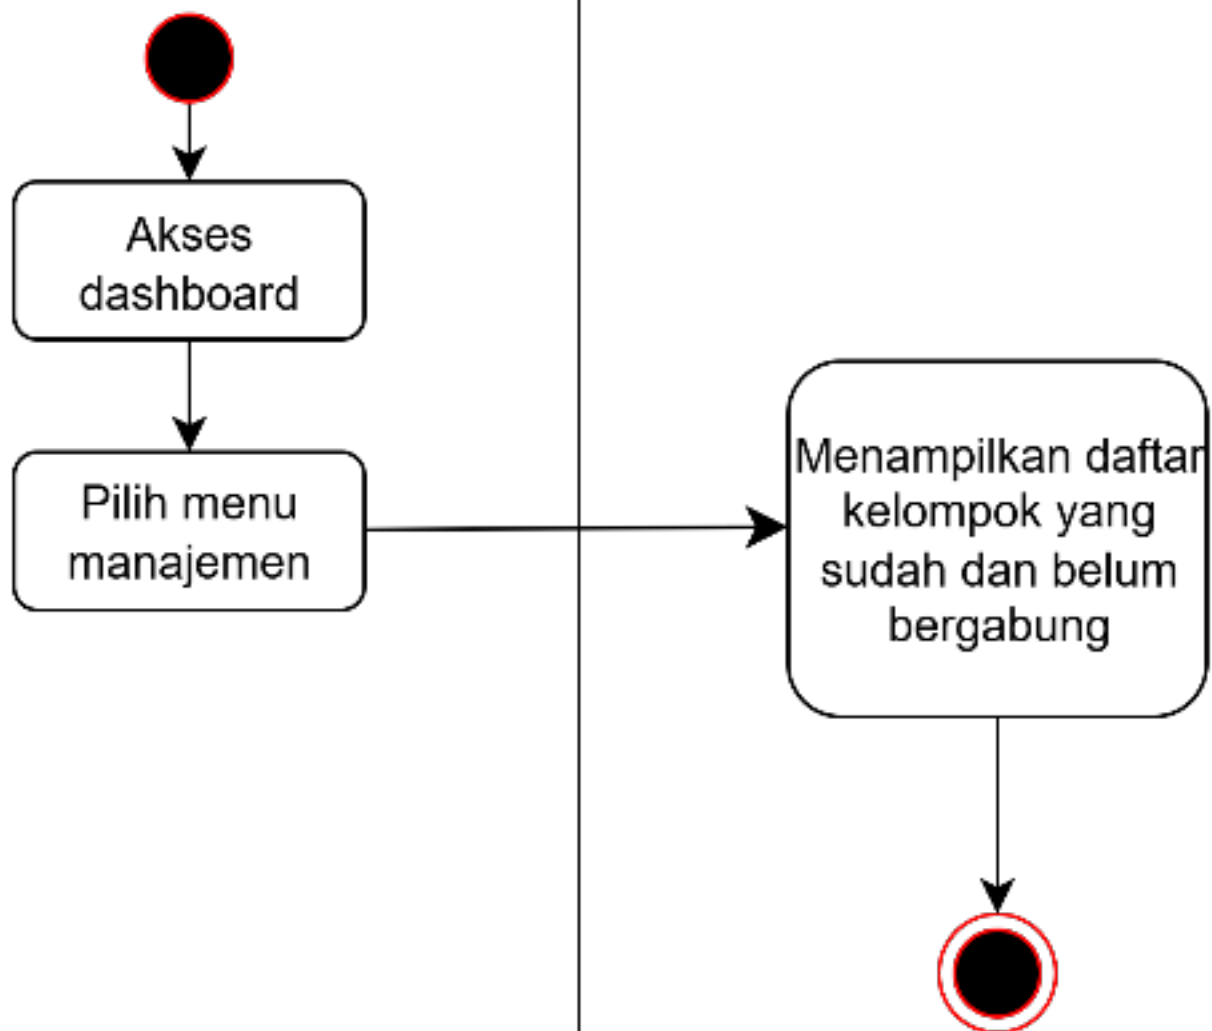 Akses
dashboard
Pilih menu
manajemen
Menampilkan daftar
kelompok yang
sudah dan belum
bergabung